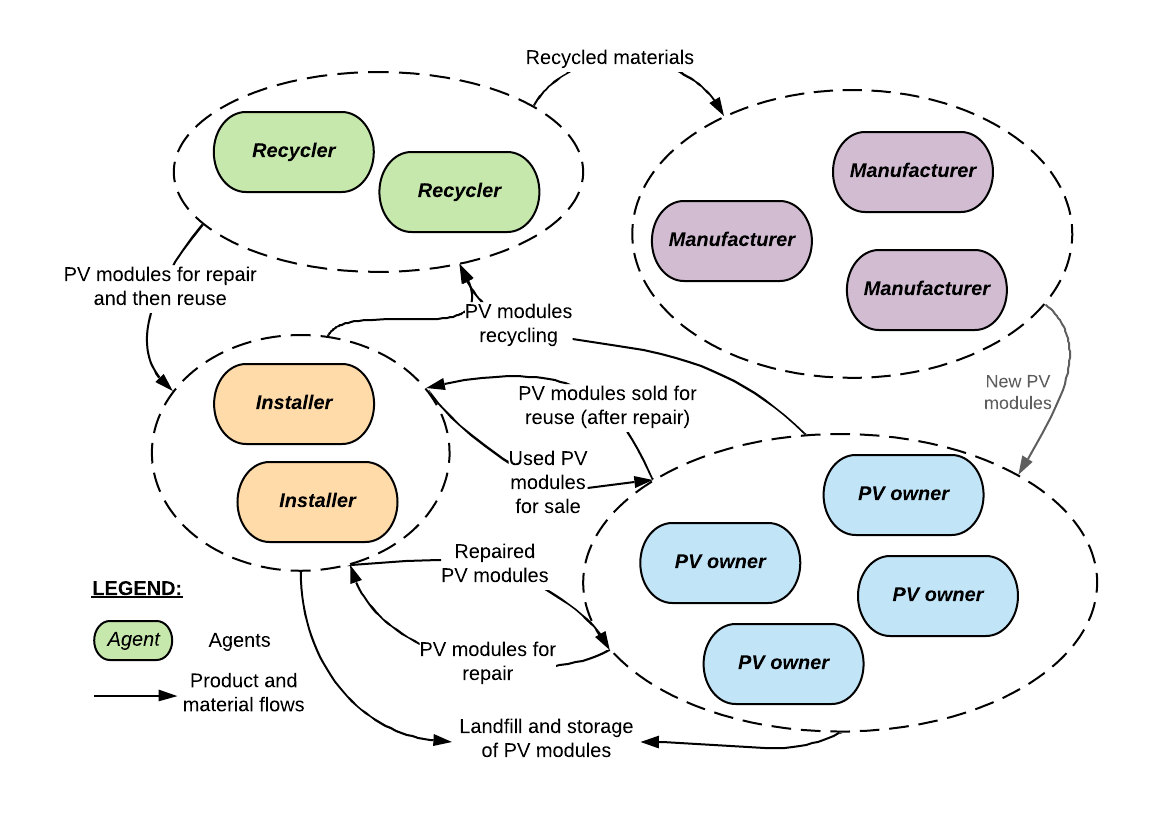 Recycled materials
Recycler
Recycler
Manufacturer
Manufacturer
Manufacturer
PV modules for repair
and then reuse
PV modules
recycling
New PV
modules
Installer
Installer
PV modules sold for
reuse (after repair)
Used PV
modules
for sale
PV owner
PV owner
PV owner
PV owner
Repaired
PV modules
PV modules for
repair
Landfill and storage
of PV modules
LEGEND:
Agent
Agents
Product and
material flows